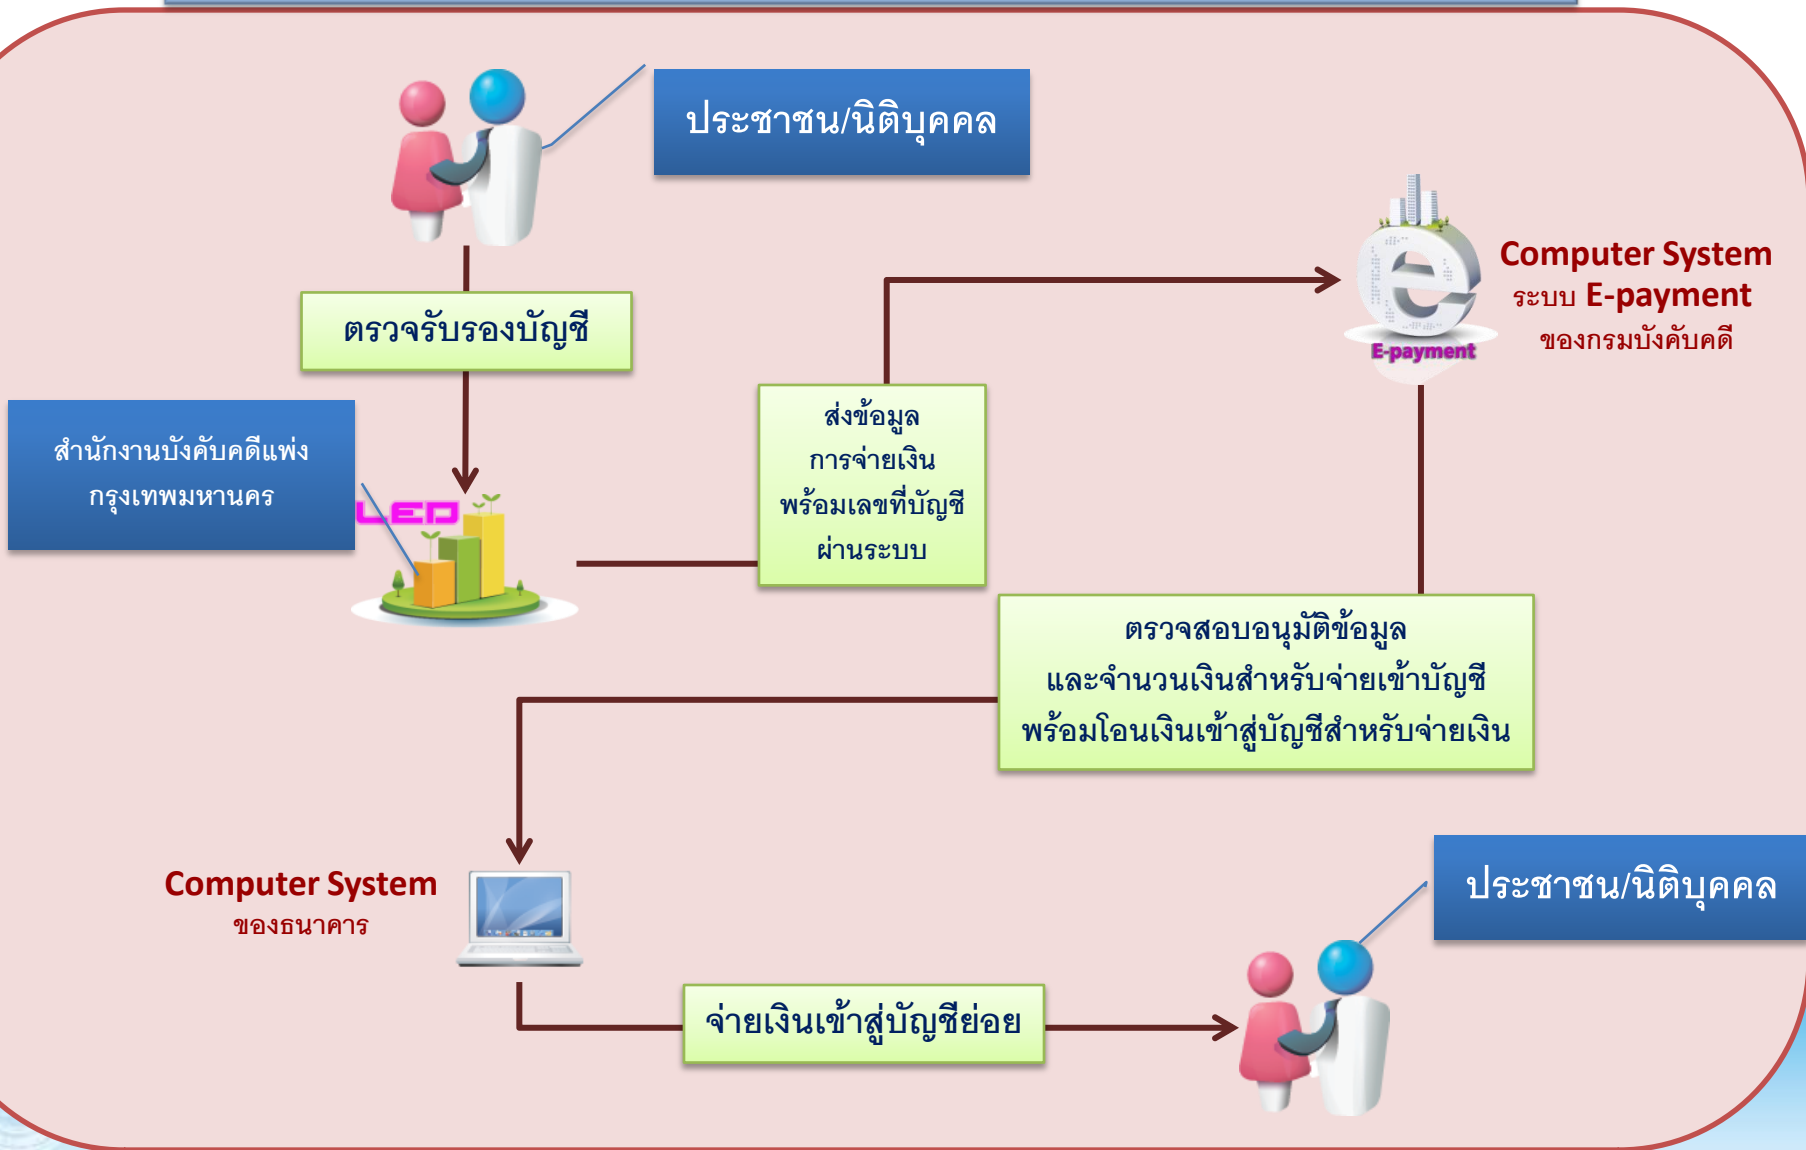 ประชาชน/นิติบุคคล
ตรวจรับรองบัญชี
สำนักงานบังคับคดีแพ่ง
กรุงเทพมหานคร
LED
ส่งข้อมูล
การจ่ายเงิน
พร้อมเลขที่บัญชี
ผ่านระบบ
E-payment
Computer System
ระบบ E-payment
ของกรมบังคับคดี
ตรวจสอบอนุมัติข้อมูล
และจำนวนเงินสำหรับจ่ายเข้าบัญชี
พร้อมโอนเงินเข้าสู่บัญชีสำหรับจ่ายเงิน
Computer System
ของธนาคาร
จ่ายเงินเข้าสู่บัญชีย่อย
ประชาชน/นิติบุคคล